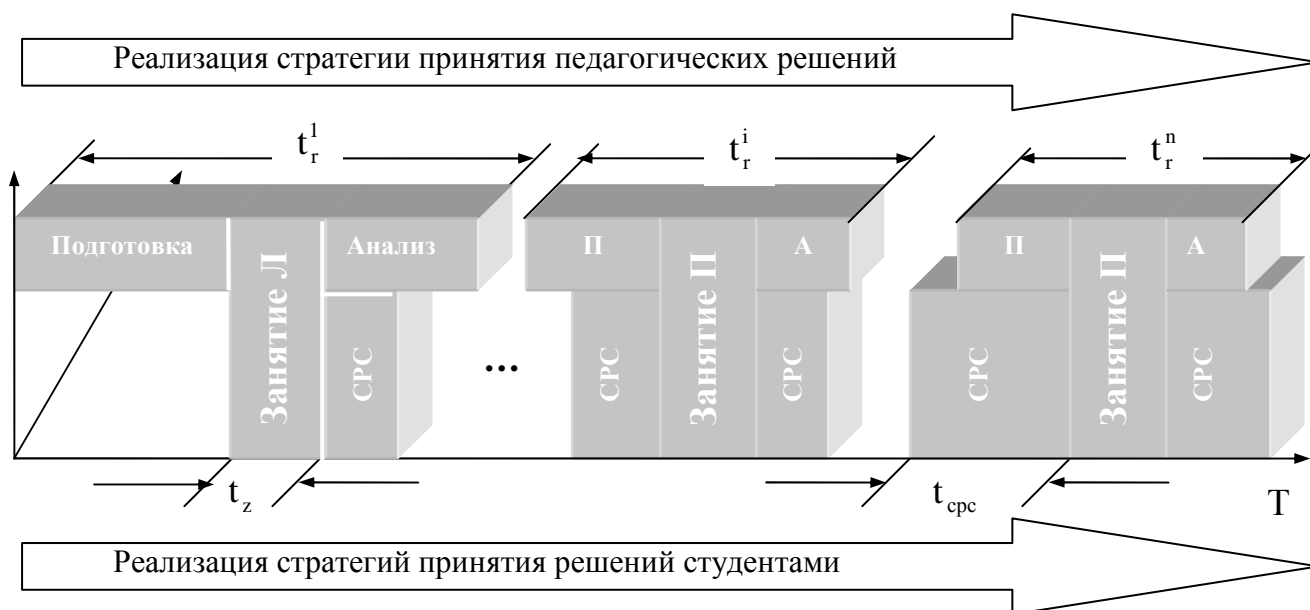 Реализация стратегии принятия педагогических решений
t_r^1
t_r^i
t_r^n
Подготовка
Анализ
П
А
П
А
Занятие Л
СРС
...
СРС
Занятие П
СРС
СРС
Занятие П
СРС
t_z
t_срс
T
Реализация стратегий принятия решений студентами